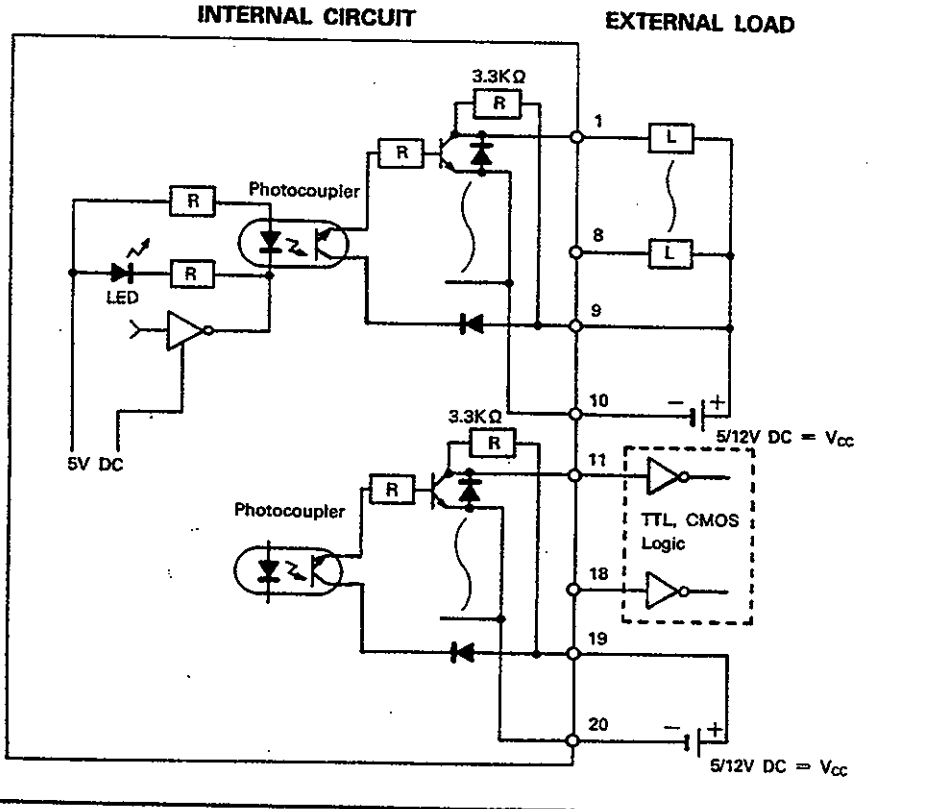 INTERNAL CIRCUIT
EXTERNAL LOAD
3.3KΩ
R
1
L
R
Photocoupler
R
8
L
LED
R
9
10
− +
5/12V DC = Vcc
5V DC
3.3KΩ
R
11
R
TTL, CMOS
Logic
Photocoupler
18
19
20
− +
5/12V DC = Vcc